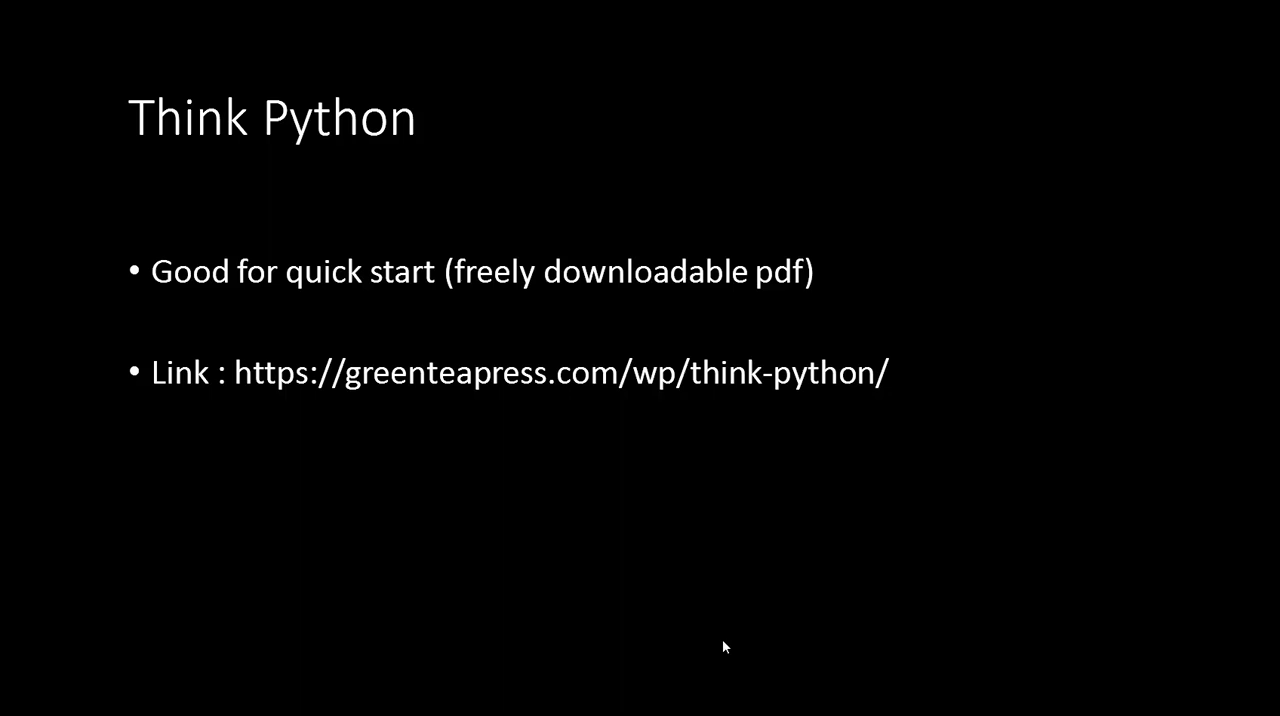 Think Python
• Good for quick start (freely downloadable pdf)
• Link : https://greenteapress.com/wp/think-python/